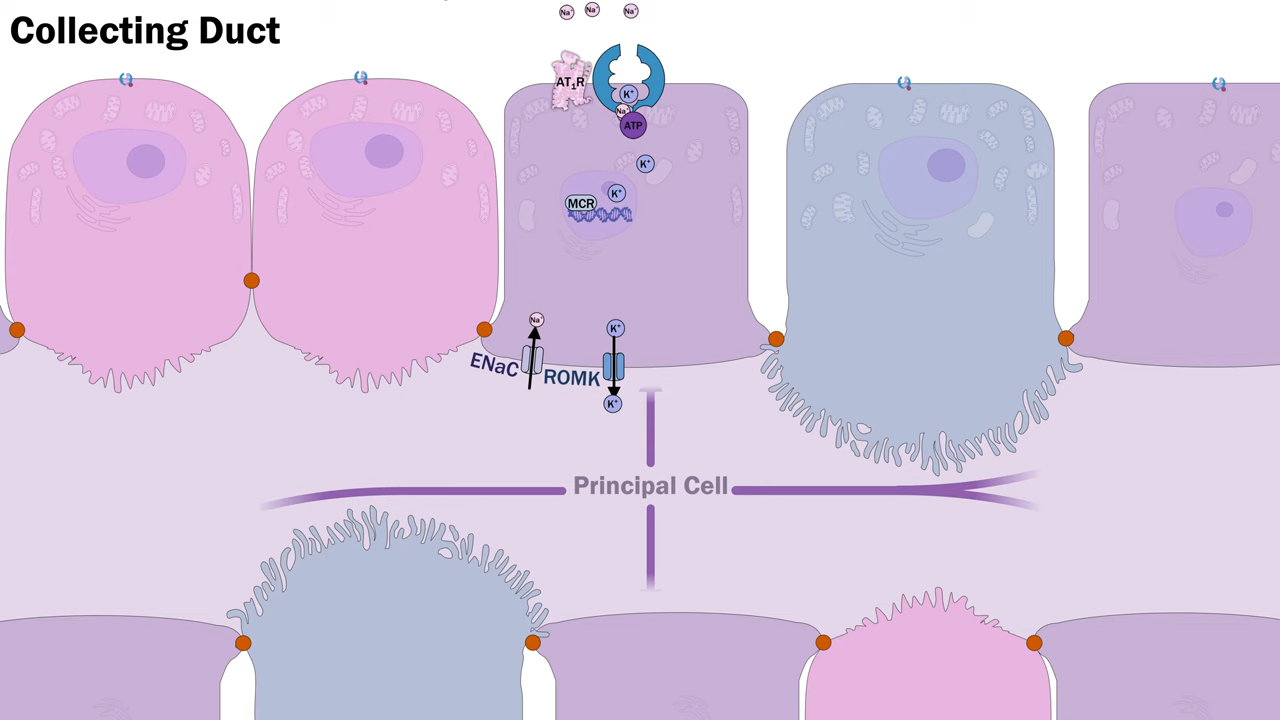 Collecting Duct
Na⁺ Na⁺ Na⁺
AT₁R
K⁺
Na⁺
ATP
K⁺
K⁺
MCR
Na⁺
K⁺
ENaC
ROMK
K⁺
Principal Cell